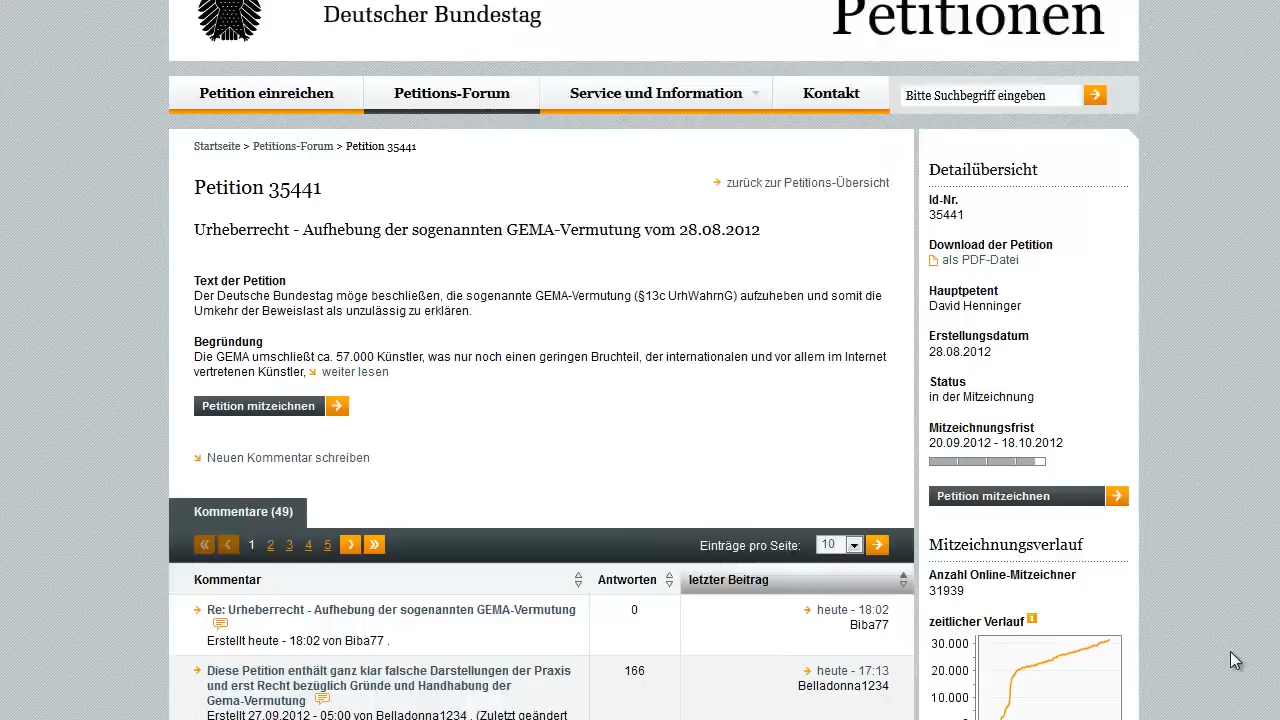 Deutscher Bundestag
Petitionen
Petition einreichen
Petitions-Forum
Service und Information
Kontakt
Bitte Suchbegriff eingeben
Startseite > Petitions-Forum > Petition 35441
Petition 35441
zurück zur Petitions-Übersicht
Urheberrecht - Aufhebung der sogenannten GEMA-Vermutung vom 28.08.2012
Text der Petition
Der Deutsche Bundestag möge beschließen, die sogenannte GEMA-Vermutung (§13c UrhWahrnG) aufzuheben und somit die
Umkehr der Beweislast als unzulässig zu erklären.
Begründung
Die GEMA umschließt ca. 57.000 Künstler, was nur noch einen geringen Bruchteil, der internationalen und vor allem im Internet
vertretenen Künstler, weiter lesen
Petition mitzeichnen
Neuen Kommentar schreiben
Kommentare (49)
« ‹ 1 2 3 4 5 › »
Einträge pro Seite: 10
Kommentar
Antworten
letzter Beitrag
Re: Urheberrecht - Aufhebung der sogenannten GEMA-Vermutung
Erstellt heute - 18:02 von Biba77 .
0
heute - 18:02
Biba77
Diese Petition enthält ganz klar falsche Darstellungen der Praxis
und erst Recht bezüglich Gründe und Handhabung der
Gema-Vermutung
Erstellt 27.09.2012 - 05:00 von Belladonna1234 . (Zuletzt geändert
166
heute - 17:13
Belladonna1234
Detailübersicht
Id-Nr.
35441
Download der Petition
als PDF-Datei
Hauptpetent
David Henninger
Erstellungsdatum
28.08.2012
Status
in der Mitzeichnung
Mitzeichnungsfrist
20.09.2012 - 18.10.2012
Petition mitzeichnen
Mitzeichnungsverlauf
Anzahl Online-Mitzeichner
31939
zeitlicher Verlauf i
30.000
20.000
10.000